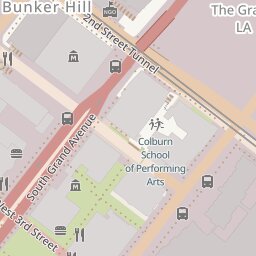 Bunker Hill
NGO
The Gra
LA
2nd Street Tunnel
South Grand Avenue
Colburn
School
of Performing
Arts
West 3rd Street